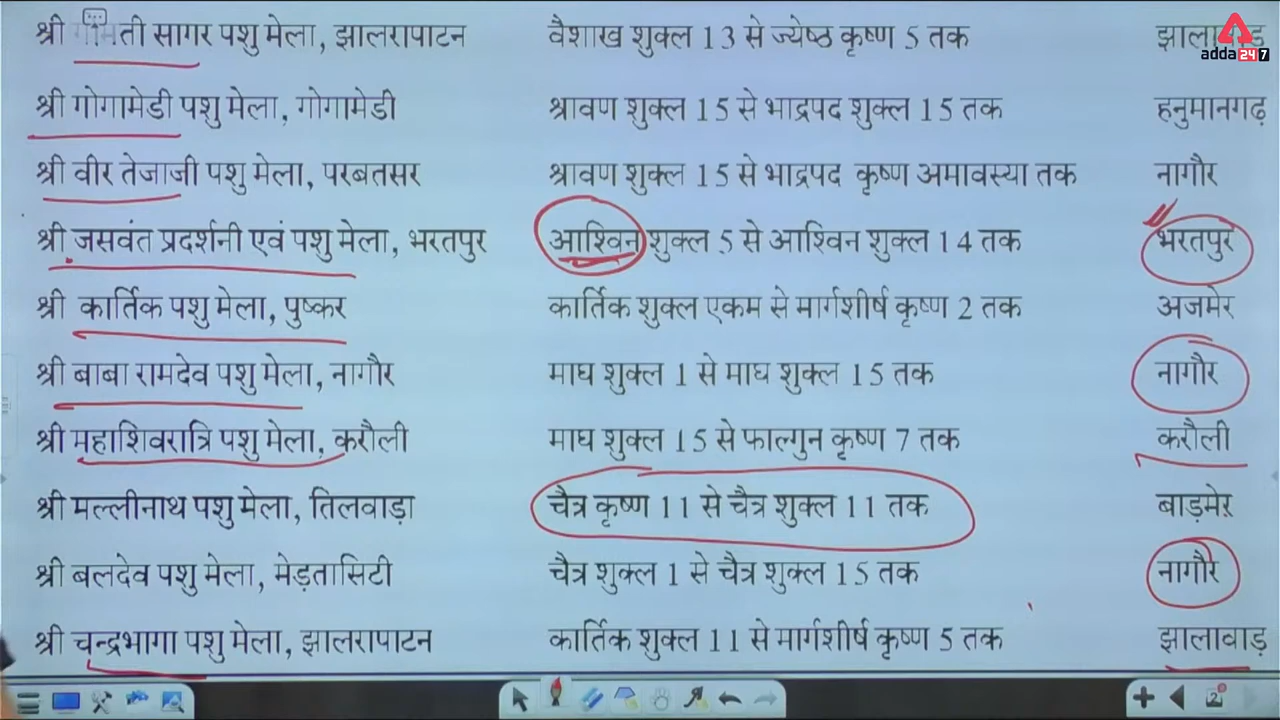 श्री गोमती सागर पशु मेला, झालरापाटन वैशाख शुक्ल 13 से ज्येष्ठ कृष्ण 5 तक झालावाड़
adda247
श्री गोगामेडी पशु मेला, गोगामेडी श्रावण शुक्ल 15 से भाद्रपद शुक्ल 15 तक हनुमानगढ़
श्री वीर तेजाजी पशु मेला, परबतसर श्रावण शुक्ल 15 से भाद्रपद कृष्ण अमावस्या तक नागौर
श्री जसवंत प्रदर्शनी एवं पशु मेला, भरतपुर आश्विन शुक्ल 5 से आश्विन शुक्ल 14 तक भरतपुर
श्री कार्तिक पशु मेला, पुष्कर कार्तिक शुक्ल एकम से मार्गशीर्ष कृष्ण 2 तक अजमेर
श्री बाबा रामदेव पशु मेला, नागौर माघ शुक्ल 1 से माघ शुक्ल 15 तक नागौर
श्री महाशिवरात्रि पशु मेला, करौली माघ शुक्ल 15 से फाल्गुन कृष्ण 7 तक करौली
श्री मल्लीनाथ पशु मेला, तिलवाड़ा चैत्र कृष्ण 11 से चैत्र शुक्ल 11 तक बाड़मेर
श्री बलदेव पशु मेला, मेड़तासिटी चैत्र शुक्ल 1 से चैत्र शुक्ल 15 तक नागौर
श्री चन्द्रभागा पशु मेला, झालरापाटन कार्तिक शुक्ल 11 से मार्गशीर्ष कृष्ण 5 तक झालावाड़
2